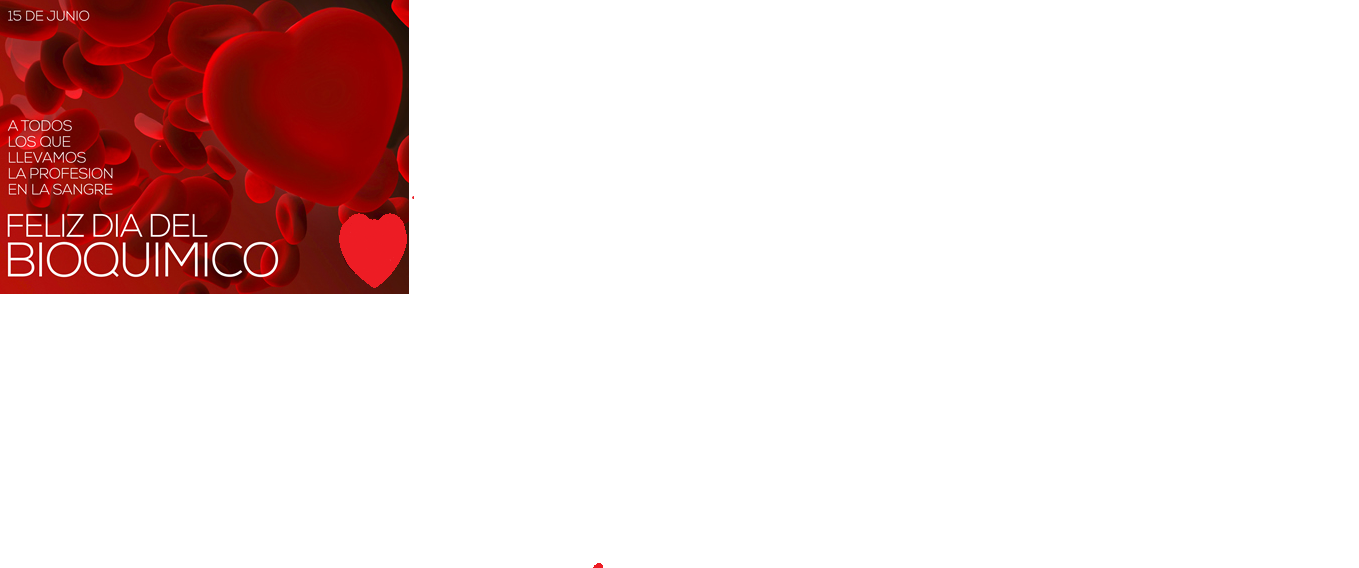 15 DE JUNIO
A TODOS
LOS QUE
LLEVAMOS
LA PROFESION
EN LA SANGRE
FELIZ DIA DEL
BIOQUIMICO